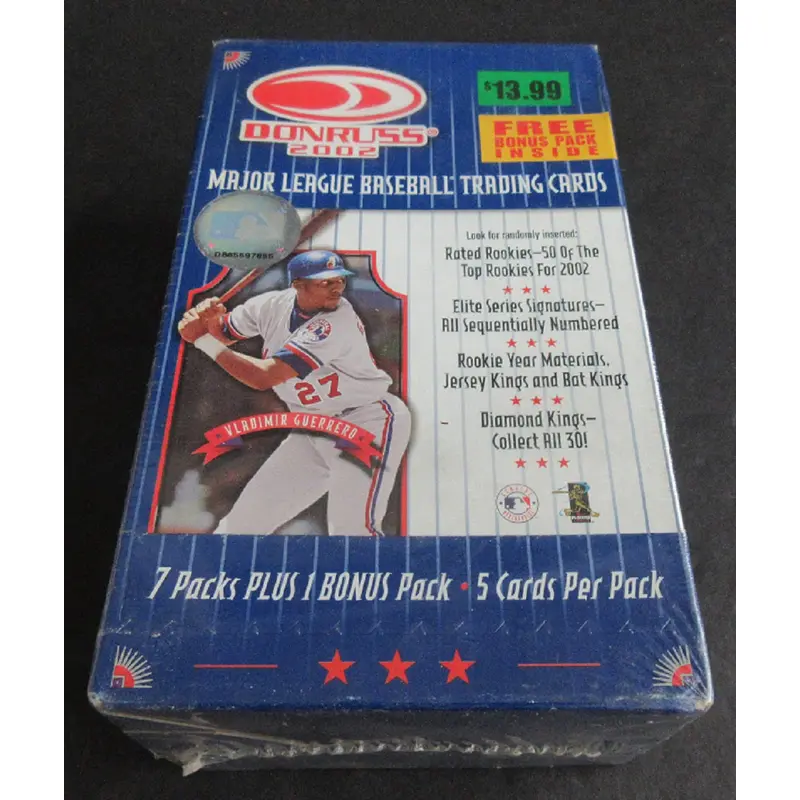 $13.99
DONRUSS®
2002
FREE
BONUS PACK
INSIDE
MAJOR LEAGUE BASEBALL TRADING CARDS
Look for randomly inserted:
Rated Rookies–50 Of The
Top Rookies For 2002
Elite Series Signatures–
All Sequentially Numbered
Rookie Year Materials,
Jersey Kings and Bat Kings
Diamond Kings–
Collect All 30!
27
VLADIMIR GUERRERO
7 Packs PLUS 1 BONUS Pack • 5 Cards Per Pack